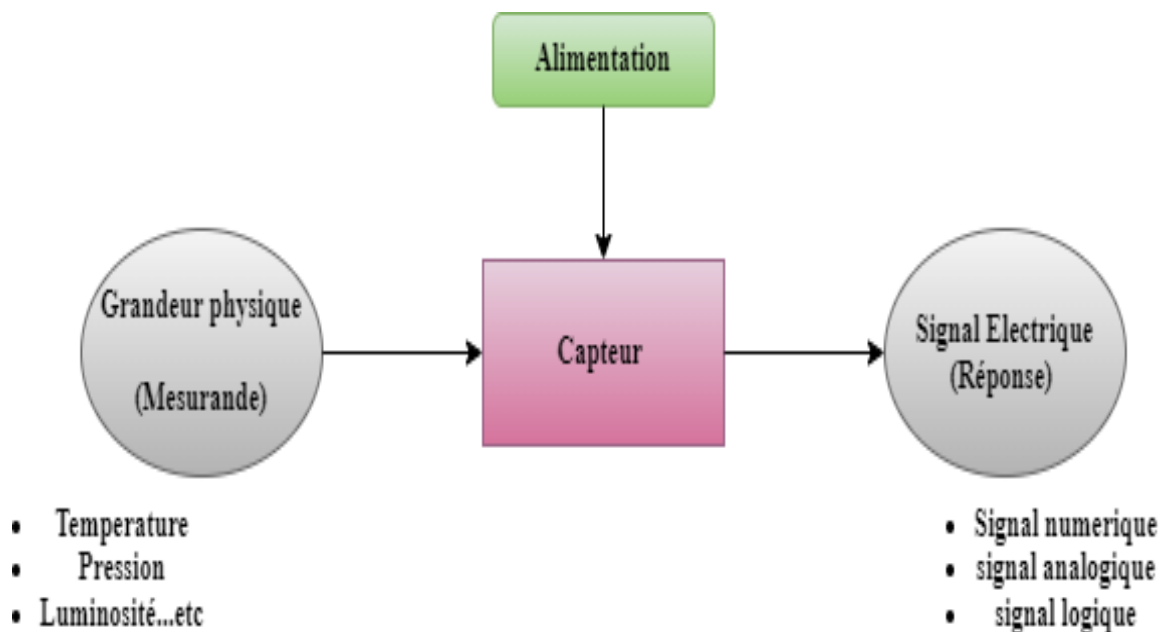 Alimentation
Grandeur physique
(Mesurande)
Capteur
Signal Electrique
(Réponse)
• Temperature
• Pression
• Luminosité...etc
• Signal numerique
• signal analogique
• signal logique